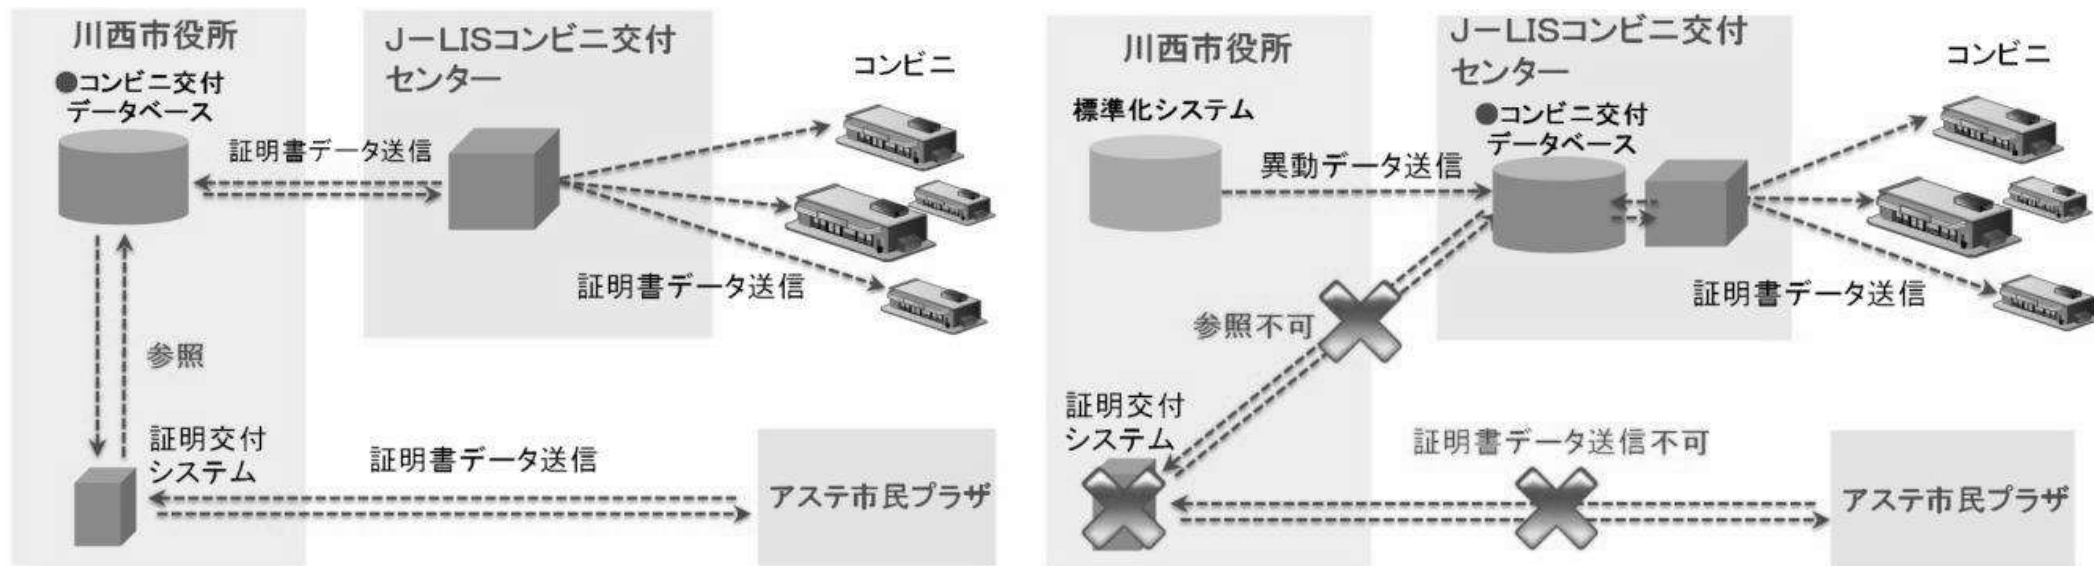 川西市役所
●コンビニ交付
データベース
J－LISコンビニ交付
センター
コンビニ
証明書データ送信
証明書データ送信
参照
証明交付
システム
証明書データ送信
アステ市民プラザ
川西市役所
標準化システム
J－LISコンビニ交付
センター
●コンビニ交付
データベース
コンビニ
異動データ送信
証明書データ送信
参照不可
証明交付
システム
証明書データ送信不可
アステ市民プラザ